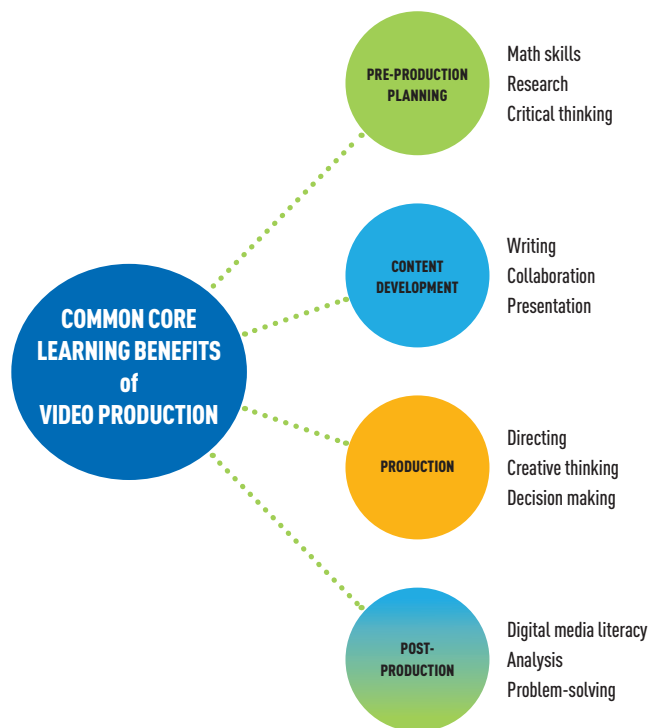 PRE-PRODUCTION
PLANNING
Math skills
Research
Critical thinking
CONTENT
DEVELOPMENT
Writing
Collaboration
Presentation
COMMON CORE
LEARNING BENEFITS
of
VIDEO PRODUCTION
PRODUCTION
Directing
Creative thinking
Decision making
POST-
PRODUCTION
Digital media literacy
Analysis
Problem-solving